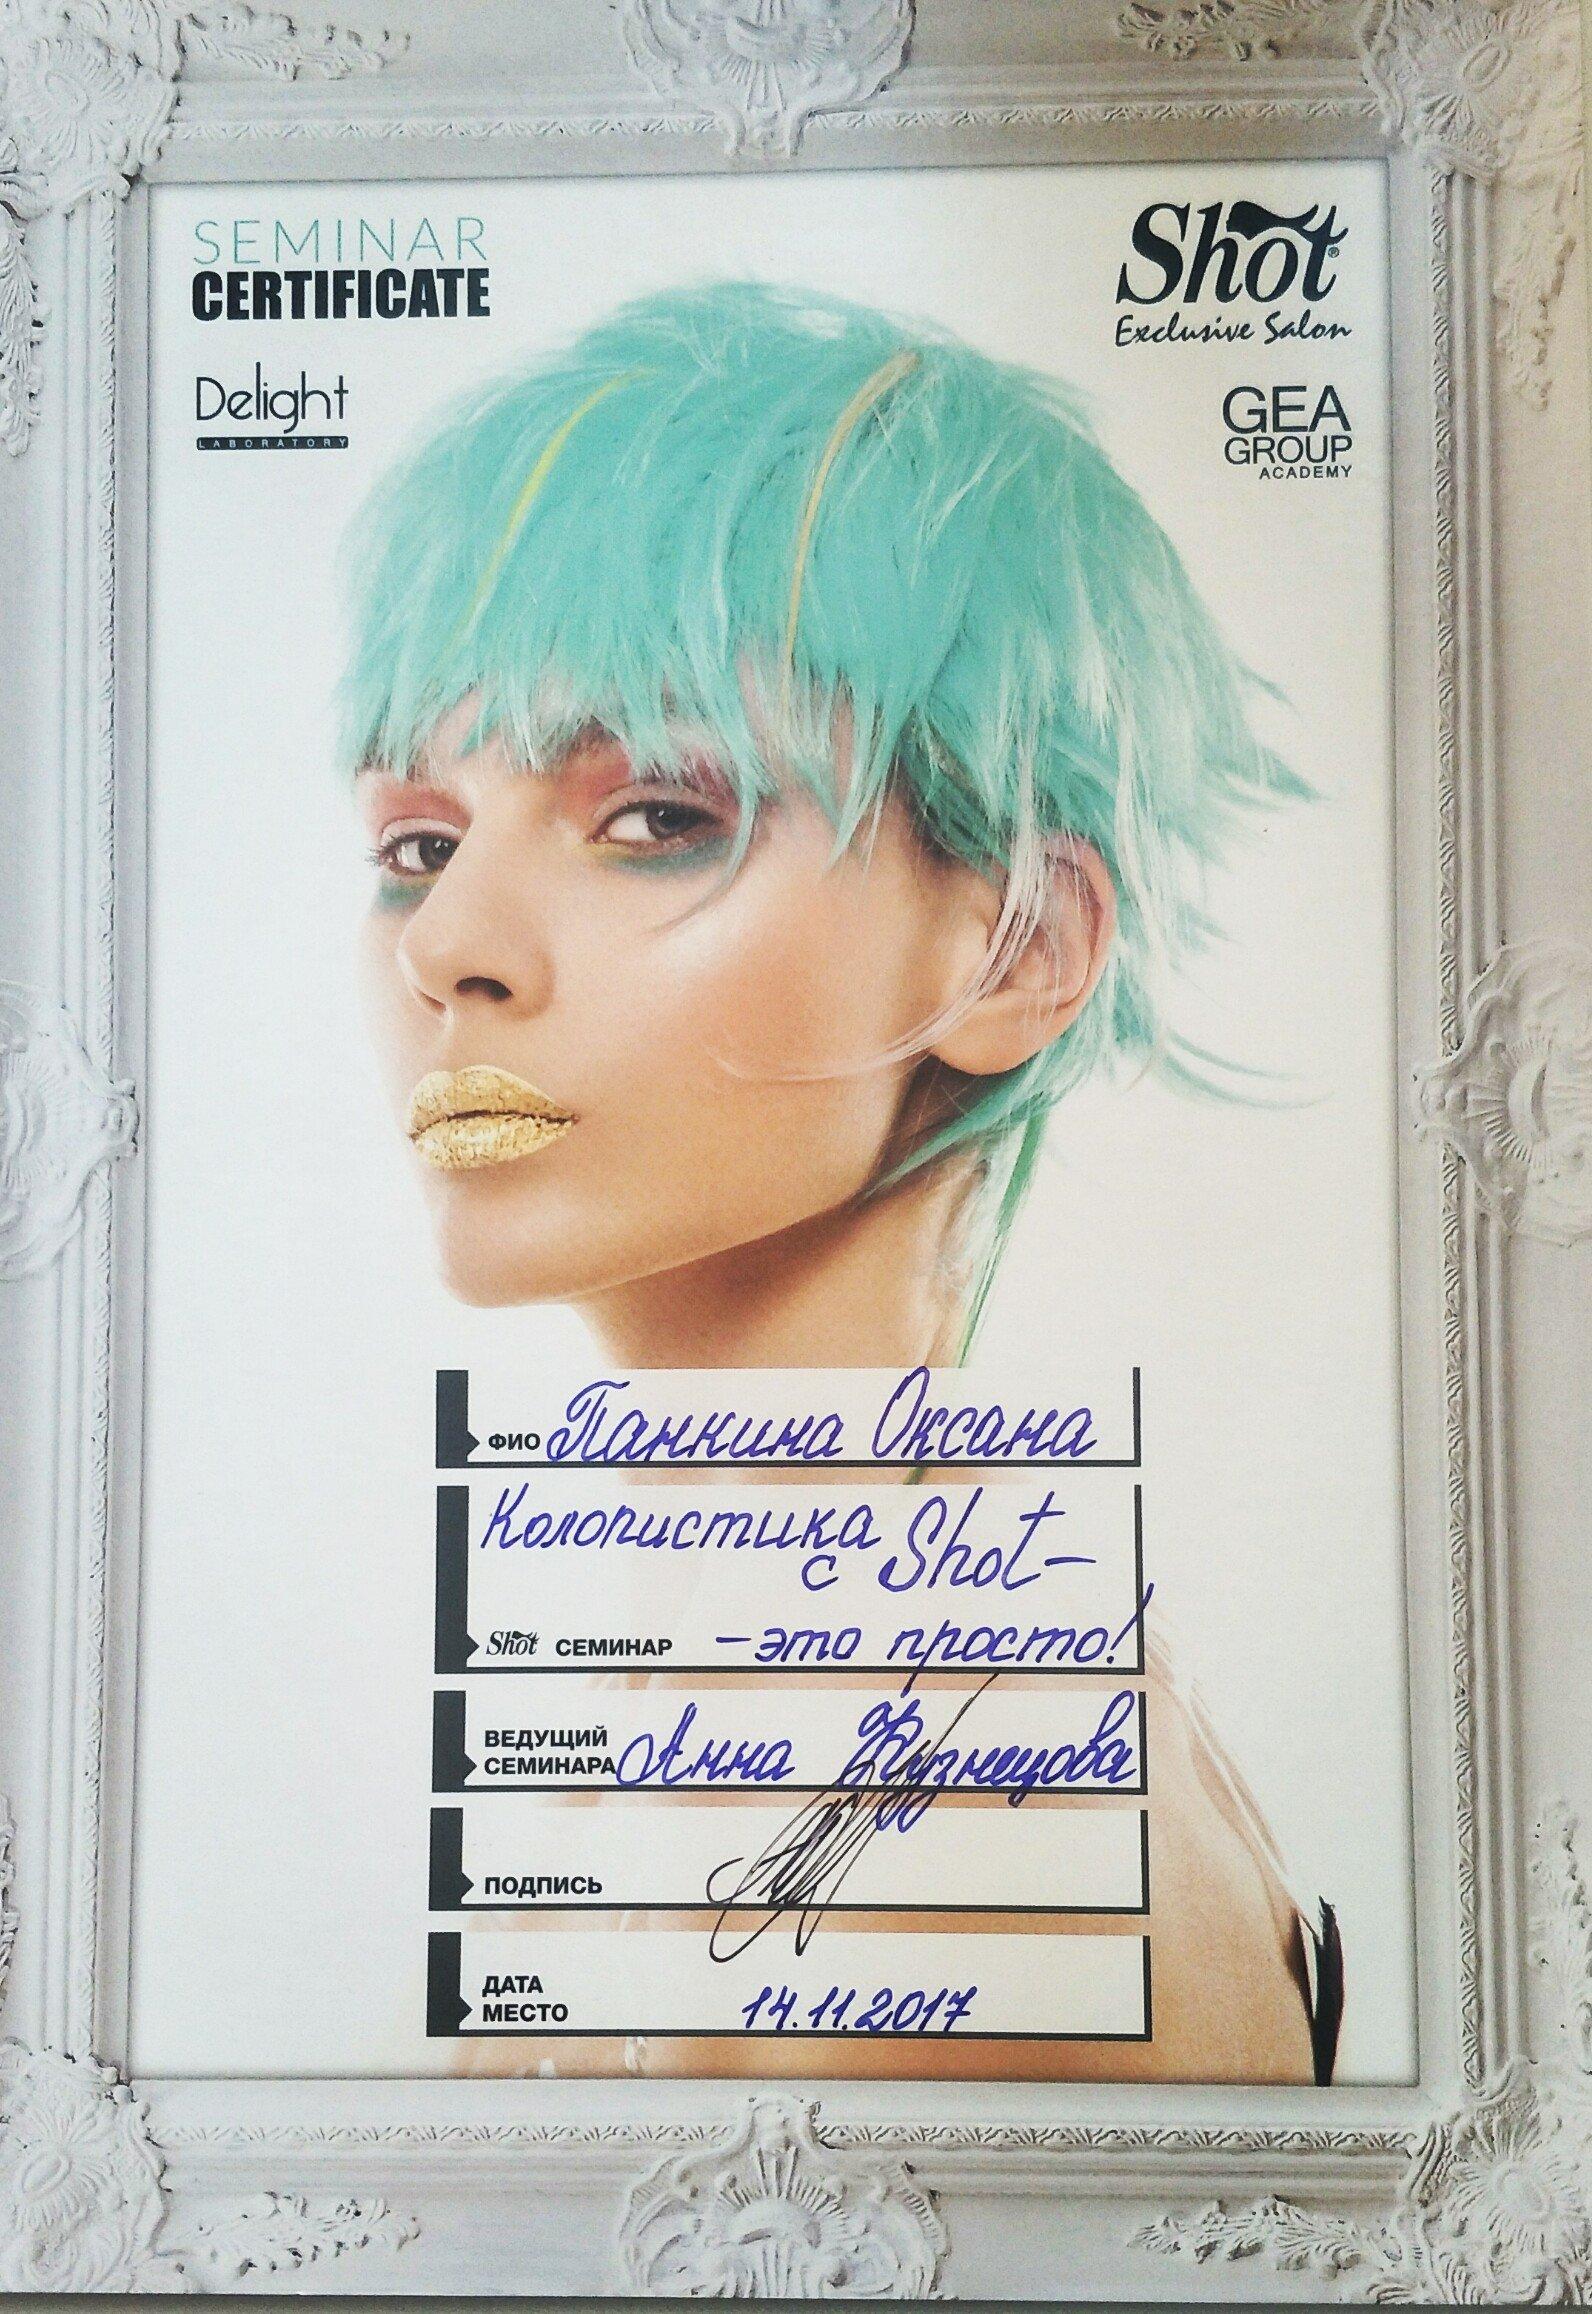 SEMINAR
CERTIFICATE
Delight
LABORATORY
Shot®
Exclusive Salon
GEA
GROUP
ACADEMY
ФИО Панкина Оксана
Колористика
с Shot-
Shot СЕМИНАР -это просто!
ВЕДУЩИЙ
СЕМИНАРА Анна Кузнецова
ПОДПИСЬ
ДАТА
МЕСТО 14.11.2017